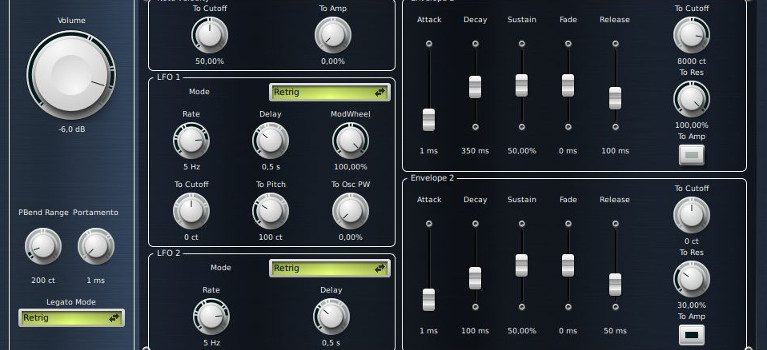 Volume
-6,0 dB
PBend Range Portamento
200 ct 1 ms
Legato Mode
Retrig
To Cutoff To Amp
50,00% 0,00%
LFO 1
Mode Retrig
Rate Delay ModWheel
5 Hz 0,5 s 100,00%
To Cutoff To Pitch To Osc PW
0 ct 100 ct 0,00%
LFO 2
Mode Retrig
Rate Delay
5 Hz 0,5 s
Attack Decay Sustain Fade Release
1 ms 350 ms 50,00% 0 ms 100 ms
To Cutoff
8000 ct
To Res
100,00%
To Amp
Envelope 2
Attack Decay Sustain Fade Release
1 ms 100 ms 50,00% 0 ms 50 ms
To Cutoff
0 ct
To Res
30,00%
To Amp